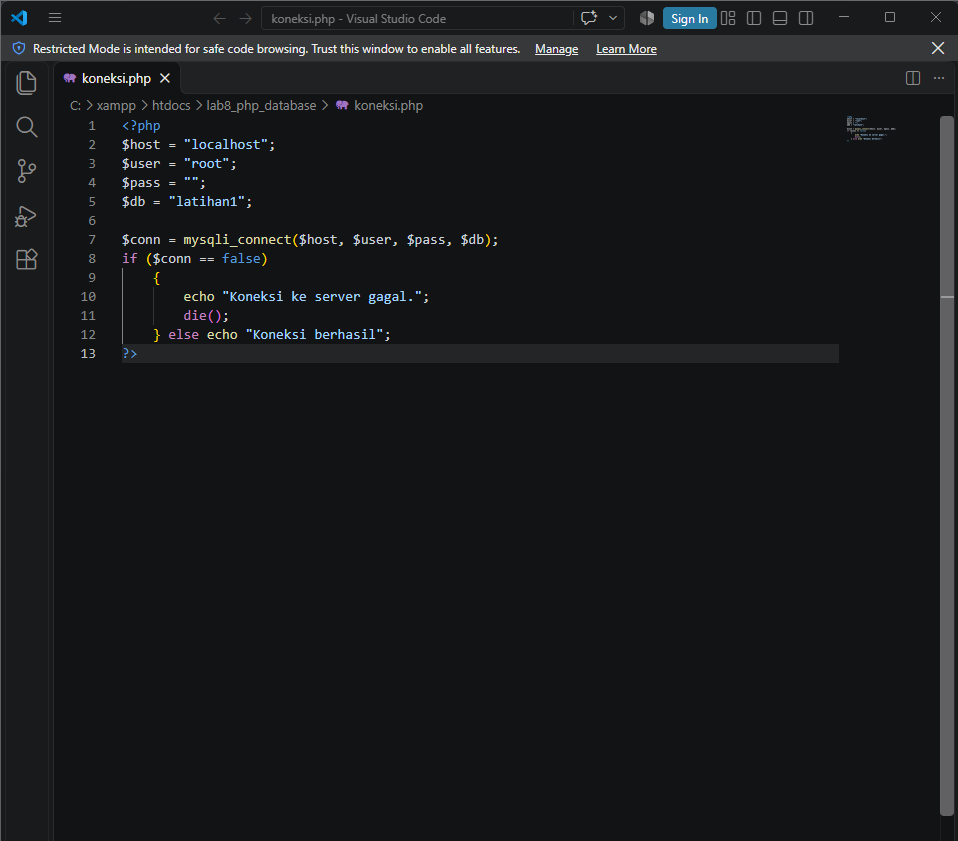 koneksi.php - Visual Studio Code
Sign In
Restricted Mode is intended for safe code browsing. Trust this window to enable all features. Manage Learn More
koneksi.php
C: > xampp > htdocs > lab8_php_database > koneksi.php
1 <?php
2 $host = "localhost";
3 $user = "root";
4 $pass = "";
5 $db = "latihan1";
6
7 $conn = mysqli_connect($host, $user, $pass, $db);
8 if ($conn == false)
9     {
10         echo "Koneksi ke server gagal.";
11         die();
12     } else echo "Koneksi berhasil";
13 ?>